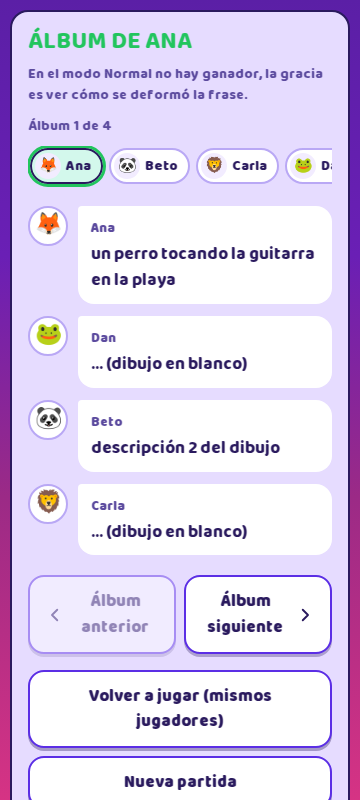 ÁLBUM DE ANA
En el modo Normal no hay ganador, la gracia
es ver cómo se deformó la frase.
Álbum 1 de 4
Ana
Beto
Carla
Ana
un perro tocando la guitarra
en la playa
Dan
... (dibujo en blanco)
Beto
descripción 2 del dibujo
Carla
... (dibujo en blanco)
Álbum
anterior
Álbum
siguiente
Volver a jugar (mismos
jugadores)
Nueva partida